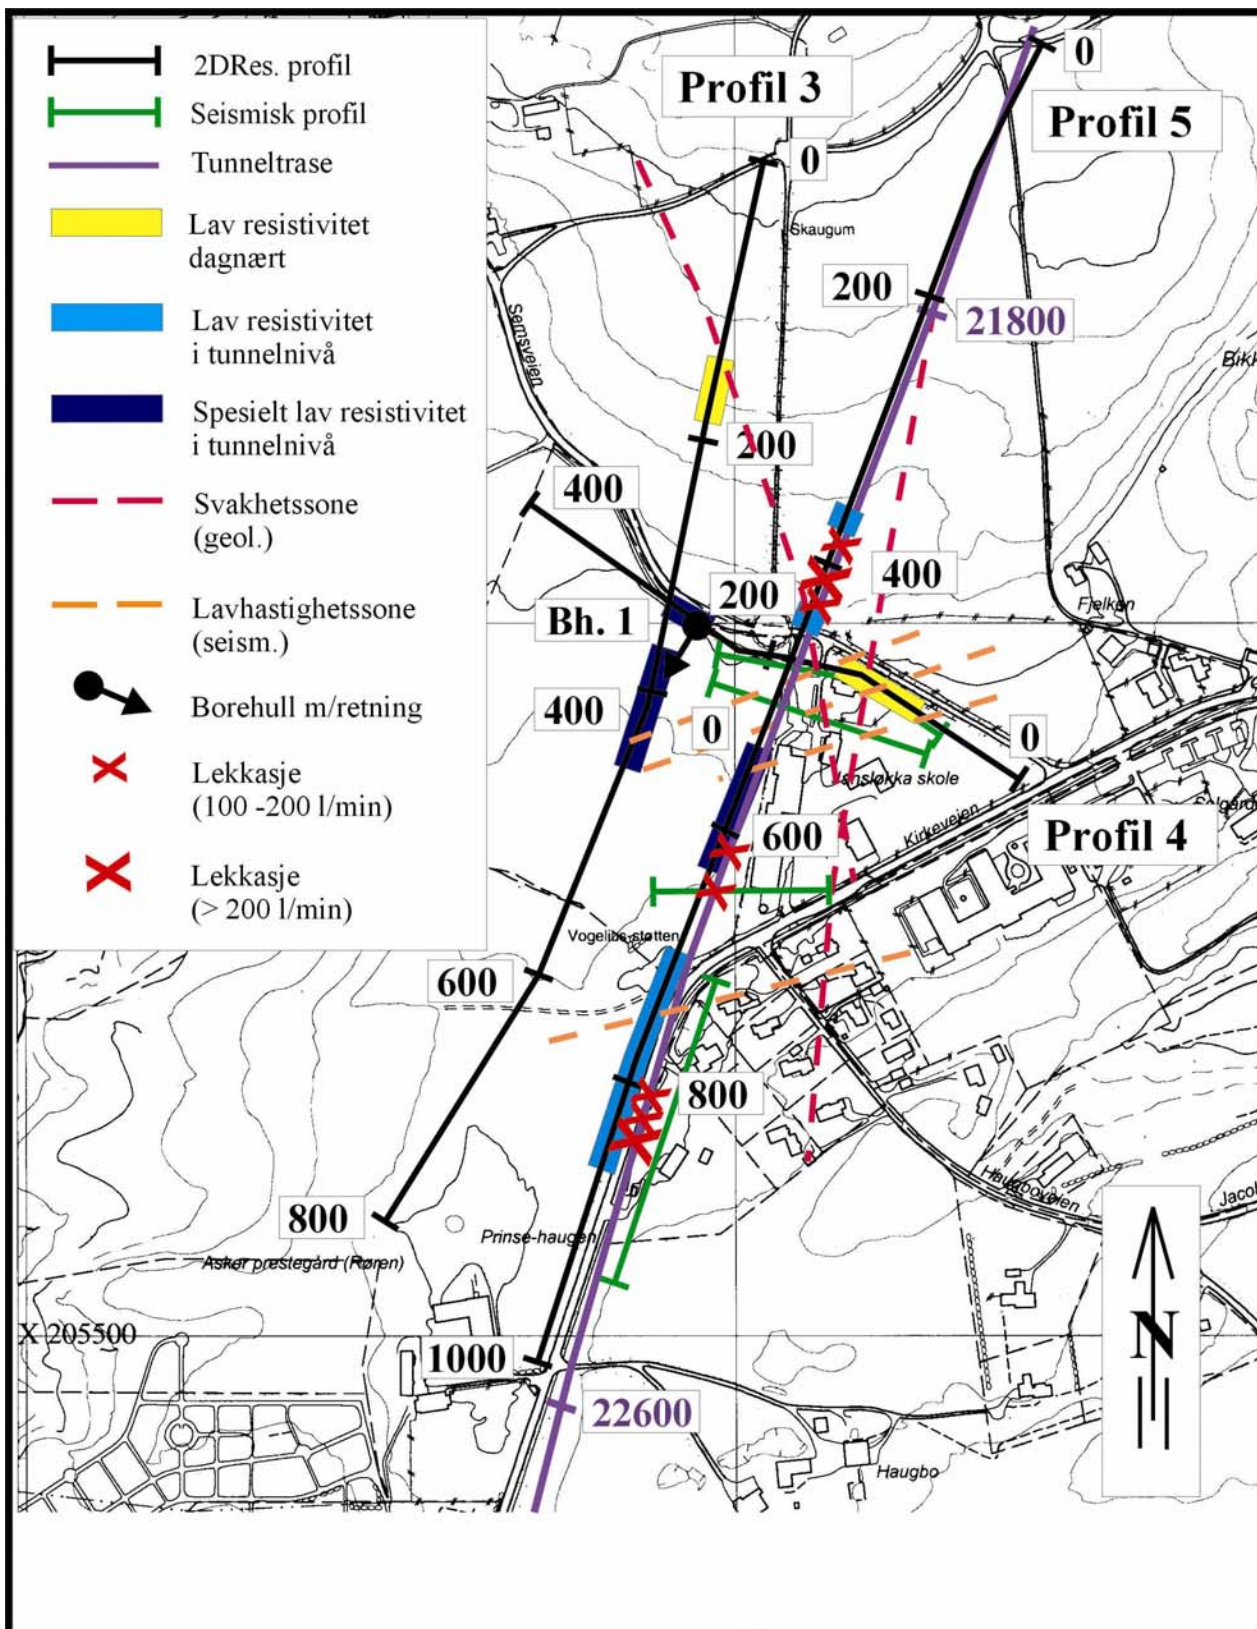 2DRes. profil
Seismisk profil
Tunneltrase
Lav resistivitet
dagnært
Lav resistivitet
i tunnelnivå
Spesielt lav resistivitet
i tunnelnivå
Svakhetssone
(geol.)
Lavhastighetssone
(seism.)
Borehull m/retning
Lekkasje
(100 -200 l/min)
Lekkasje
(> 200 l/min)
Profil 3
0
0
Profil 5
Skaugum
200
21800
Semsveien
200
400
200
400
Bh. 1
Fjelken
400
0
0
Kirkeveien
600
Profil 4
Vogelius-støtten
600
800
Haugboveien
800
Prinse-haugen
Asker prestegård (Røren)
X 205500
N
1000
22600
Haugbo